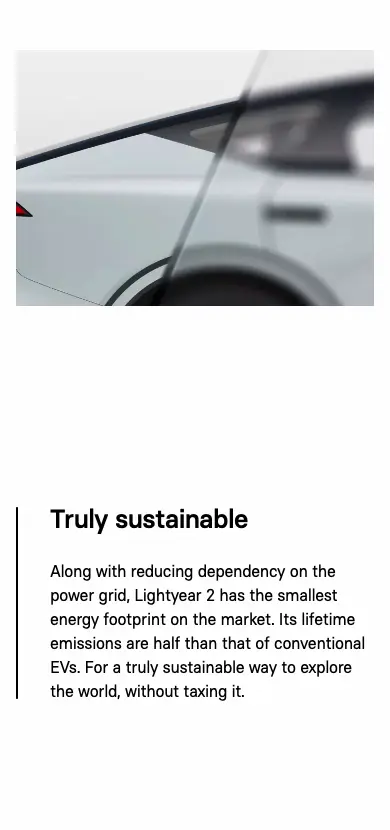 Truly sustainable
Along with reducing dependency on the
power grid, Lightyear 2 has the smallest
energy footprint on the market. Its lifetime
emissions are half than that of conventional
EVs. For a truly sustainable way to explore
the world, without taxing it.